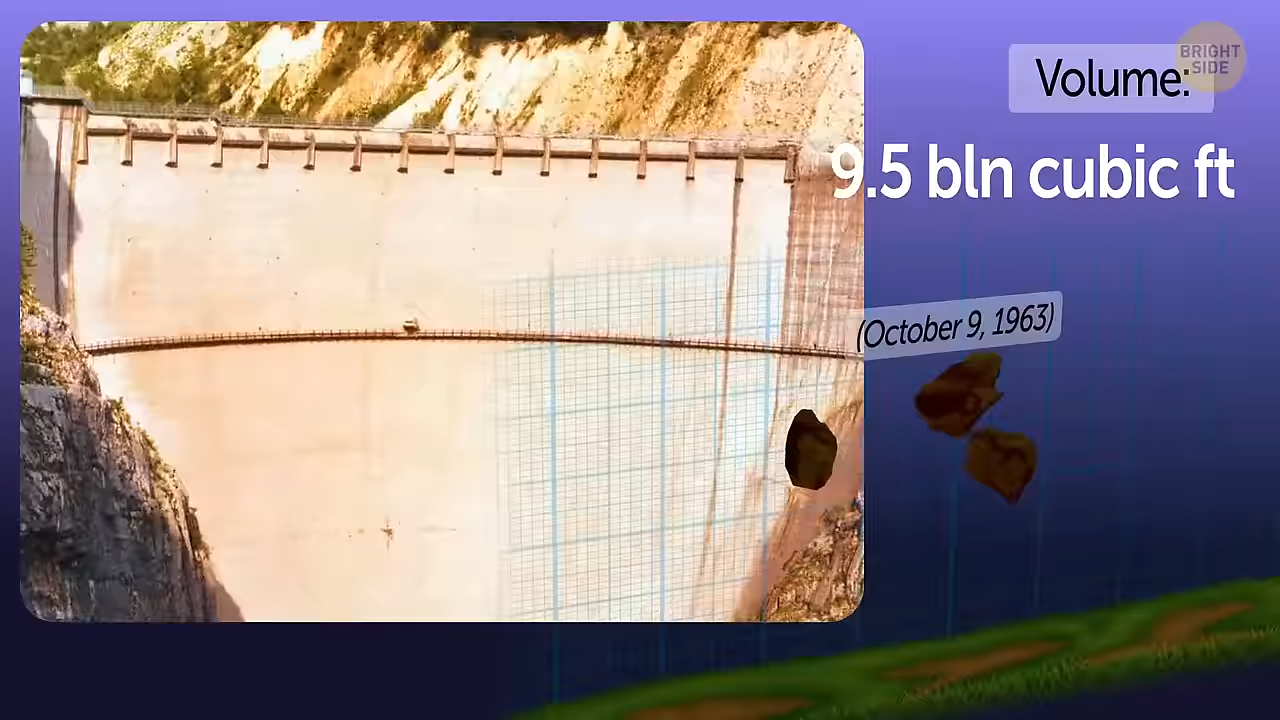 BRIGHT
SIDE
Volume:
9.5 bln cubic ft
(October 9, 1963)